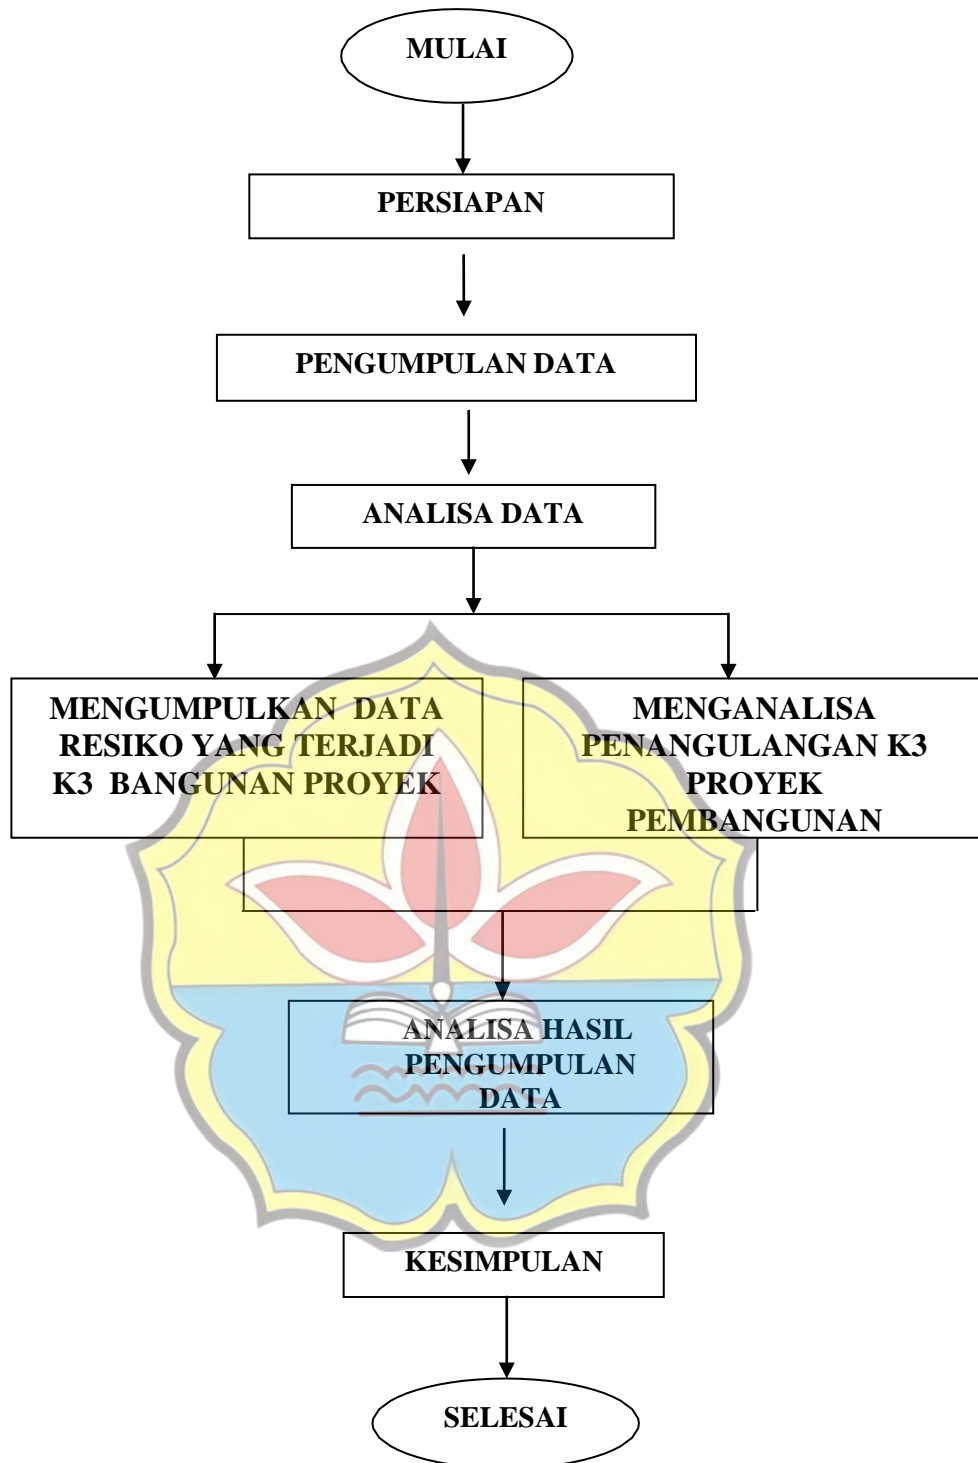 MULAI
PERSIAPAN
PENGUMPULAN DATA
ANALISA DATA
MENGUMPULKAN DATA
RESIKO YANG TERJADI
K3 BANGUNAN PROYEK
MENGANALISA
PENANGULANGAN K3
PROYEK
PEMBANGUNAN
ANALISA HASIL
PENGUMPULAN
DATA
KESIMPULAN
SELESAI